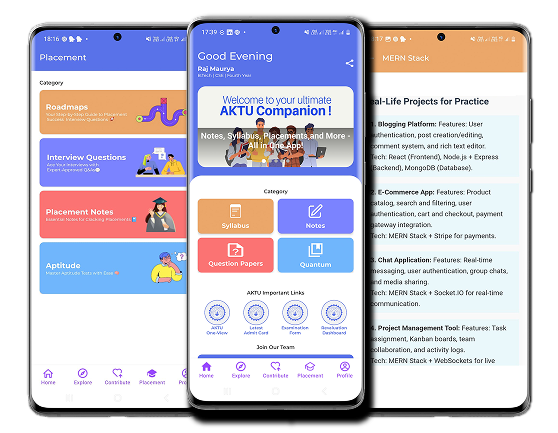 18:16
Placement
Category
Roadmaps
Your Step-by-Step Guide to Placement
Success: Interview Questions
Interview Questions
Ace Your Interviews with
Expert-Approved Q&As
Placement Notes
Essential Notes for Cracking Placements
Aptitude
Master Aptitude Tests with Ease
Home
Explore
Contribute
Placement
Profi
17:39
Good Evening
Raj Maurya
BTech | CSE | Fourth Year
Welcome to your ultimate
AKTU Companion !
Notes, Syllabus, Placements,and More -
All in One App!
Category
Syllabus
Notes
Question Papers
Quantum
AKTU Important Links
AKTU
One-View
Latest
Admit Card
Examination
Form
Revaluation
Dashboard
Join Our Team
Home
Explore
Contribute
Placement
Profile
:17
MERN Stack
al-Life Projects for Practice
1. Blogging Platform: Features: User
authentication, post creation/editing,
comment system, and rich text editor.
Tech: React (Frontend), Node.js + Express
(Backend), MongoDB (Database).
2. E-Commerce App: Features: Product
catalog, search and filtering, user
authentication, cart and checkout, payment
gateway integration.
Tech: MERN Stack + Stripe for payments.
3. Chat Application: Features: Real-time
messaging, user authentication, group chats,
and media sharing.
Tech: MERN Stack + Socket.IO for real-time
communication.
4. Project Management Tool: Features: Task
assignment, Kanban boards, team
collaboration, and activity logs.
Tech: MERN Stack + WebSockets for live